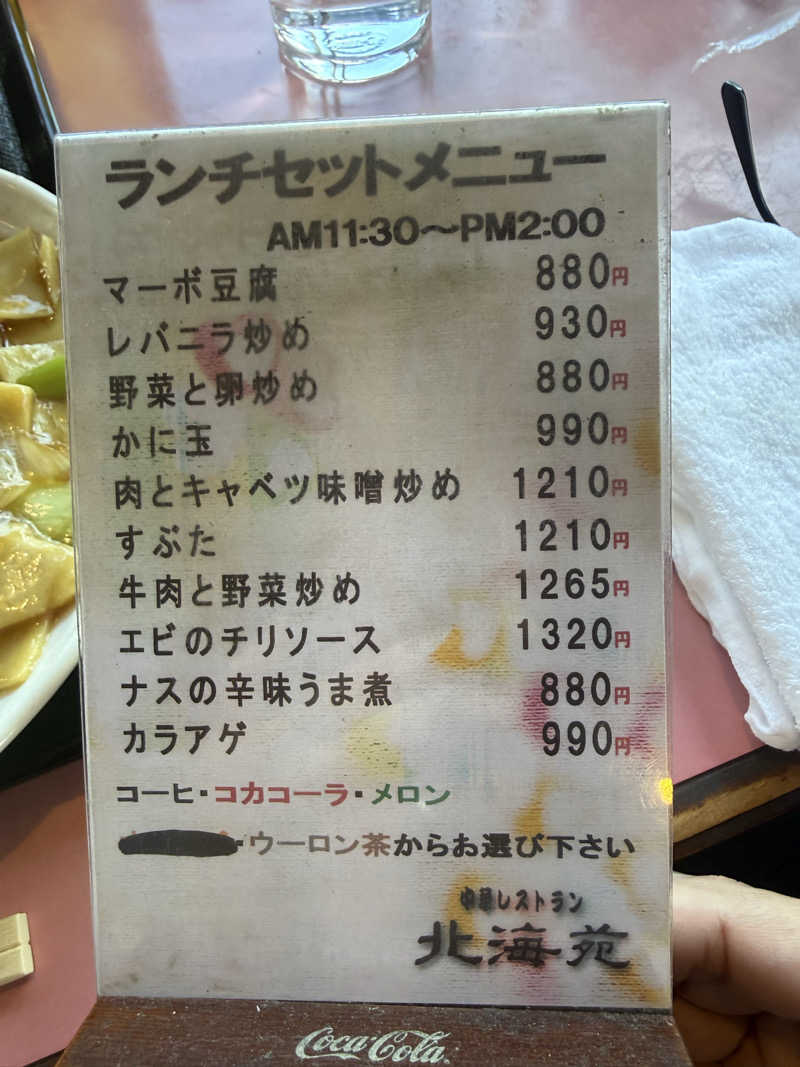 ランチセットメニュー
AM11:30～PM2:00
マーボ豆腐 880円
レバニラ炒め 930円
野菜と卵炒め 880円
かに玉 990円
肉とキャベツ味噌炒め 1210円
すぶた 1210円
牛肉と野菜炒め 1265円
エビのチリソース 1320円
ナスの辛味うま煮 880円
カラアゲ 990円
コーヒ・コカコーラ・メロン
・ウーロン茶からお選び下さい
中華レストラン
北海苑
Coca-Cola